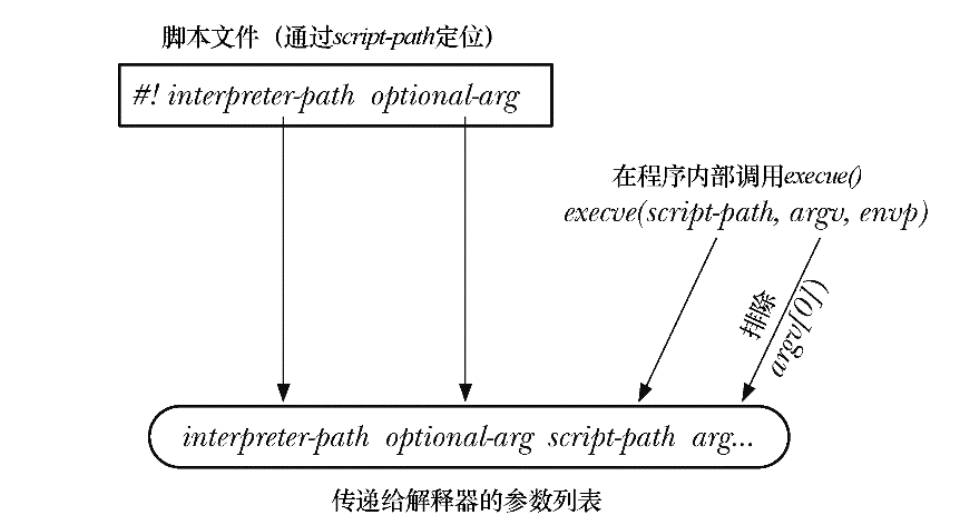 脚本文件（通过script-path定位）
#! interpreter-path optional-arg
在程序内部调用execue()
execve(script-path, argv, envp)
排除
argv[0])
interpreter-path optional-arg script-path arg...
传递给解释器的参数列表